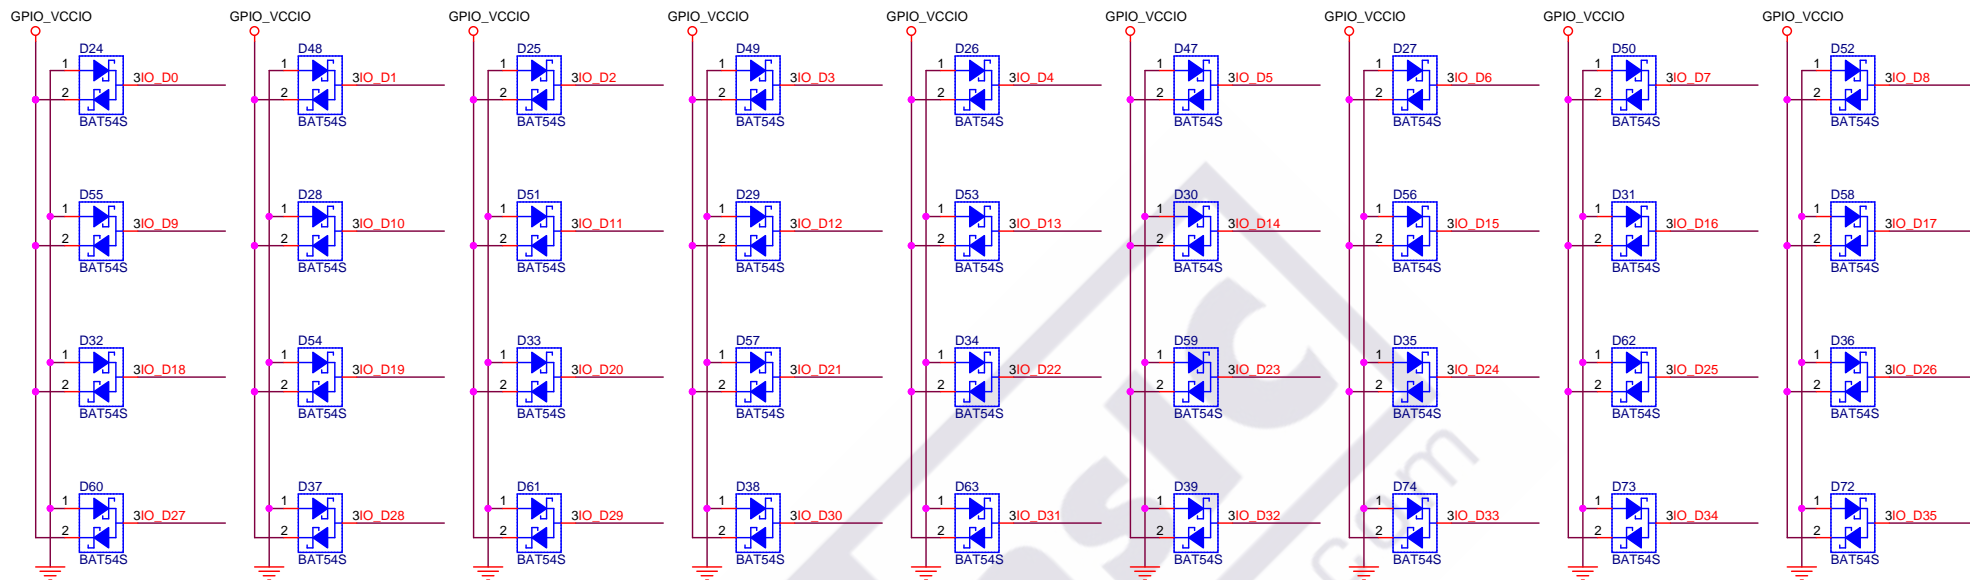 GPIO_VCCIO GPIO_VCCIO GPIO_VCCIO GPIO_VCCIO GPIO_VCCIO GPIO_VCCIO GPIO_VCCIO GPIO_VCCIO GPIO_VCCIO
D24 D48 D25 D49 D26 D47 D27 D50 D52
1 1 1 1 1 1 1 1 1
3IO_D0 3IO_D1 3IO_D2 3IO_D3 3IO_D4 3IO_D5 3IO_D6 3IO_D7 3IO_D8
2 2 2 2 2 2 2 2 2
BAT54S BAT54S BAT54S BAT54S BAT54S BAT54S BAT54S BAT54S BAT54S
D55 D28 D51 D29 D53 D30 D56 D31 D58
1 1 1 1 1 1 1 1 1
3IO_D9 3IO_D10 3IO_D11 3IO_D12 3IO_D13 3IO_D14 3IO_D15 3IO_D16 3IO_D17
2 2 2 2 2 2 2 2 2
BAT54S BAT54S BAT54S BAT54S BAT54S BAT54S BAT54S BAT54S BAT54S
D32 D54 D33 D57 D34 D59 D35 D62 D36
1 1 1 1 1 1 1 1 1
3IO_D18 3IO_D19 3IO_D20 3IO_D21 3IO_D22 3IO_D23 3IO_D24 3IO_D25 3IO_D26
2 2 2 2 2 2 2 2 2
BAT54S BAT54S BAT54S BAT54S BAT54S BAT54S BAT54S BAT54S BAT54S
D60 D37 D61 D38 D63 D39 D74 D73 D72
1 1 1 1 1 1 1 1 1
3IO_D27 3IO_D28 3IO_D29 3IO_D30 3IO_D31 3IO_D32 3IO_D33 3IO_D34 3IO_D35
2 2 2 2 2 2 2 2 2
BAT54S BAT54S BAT54S BAT54S BAT54S BAT54S BAT54S BAT54S BAT54S
asic
.com